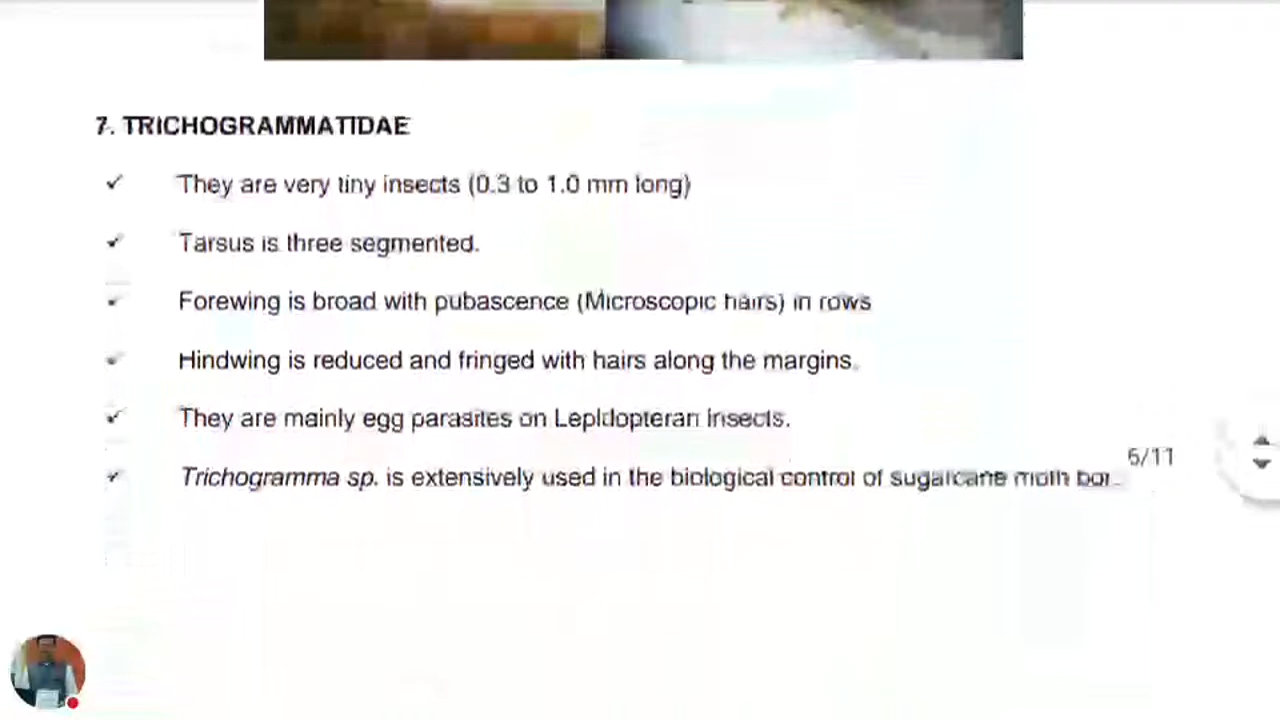 7. TRICHOGRAMMATIDAE
✓ They are very tiny insects (0.3 to 1.0 mm long)
✓ Tarsus is three segmented.
✓ Forewing is broad with pubascence (Microscopic hairs) in rows
✓ Hindwing is reduced and fringed with hairs along the margins.
✓ They are mainly egg parasites on Lepidopteran insects.
✓ Trichogramma sp. is extensively used in the biological control of sugarcane moth
6/11